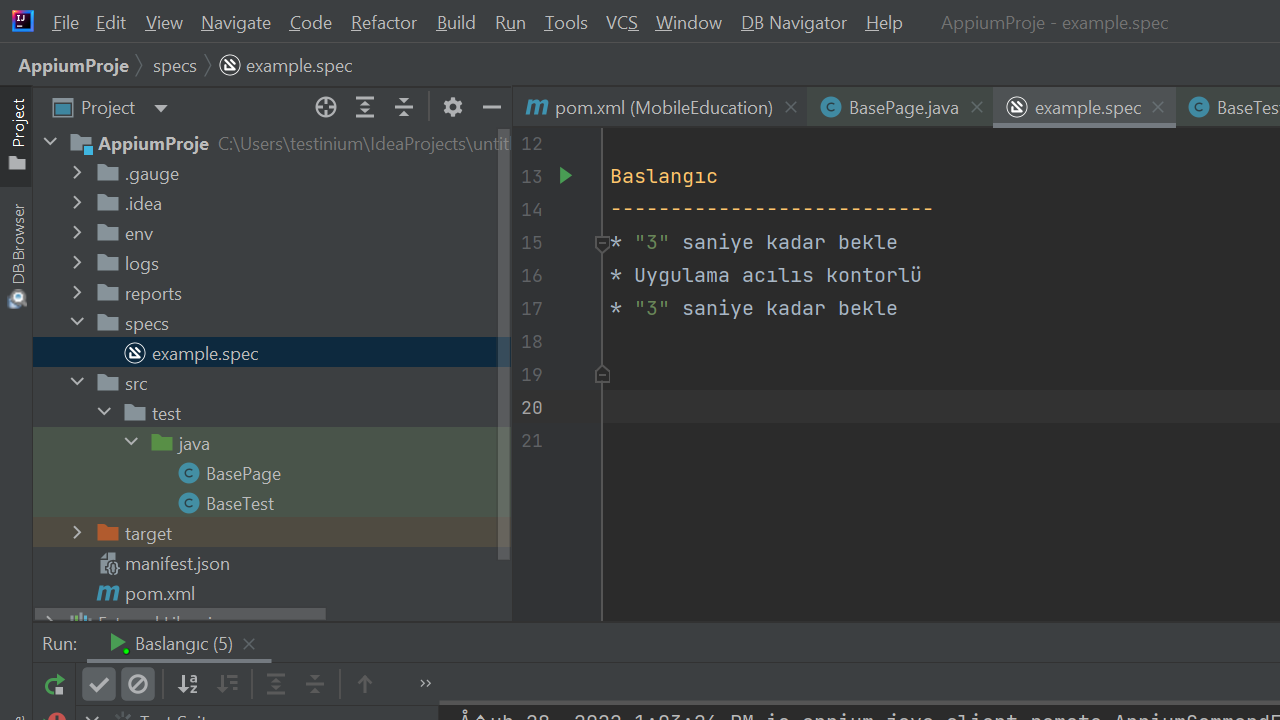 File Edit View Navigate Code Refactor Build Run Tools VCS Window DB Navigator Help AppiumProje - example.spec
AppiumProje specs example.spec
Project
DB Browser
Project
AppiumProje C:\Users\testinium\IdeaProjects\untit
.gauge
.idea
env
logs
reports
specs
example.spec
src
test
java
BasePage
BaseTest
target
manifest.json
pom.xml
pom.xml (MobileEducation) BasePage.java example.spec BaseTes
12
13 Baslangıc
14 ---------------------------
15 * "3" saniye kadar bekle
16 * Uygulama acılıs kontorlü
17 * "3" saniye kadar bekle
18
19
20
21
Run: Baslangıc (5)